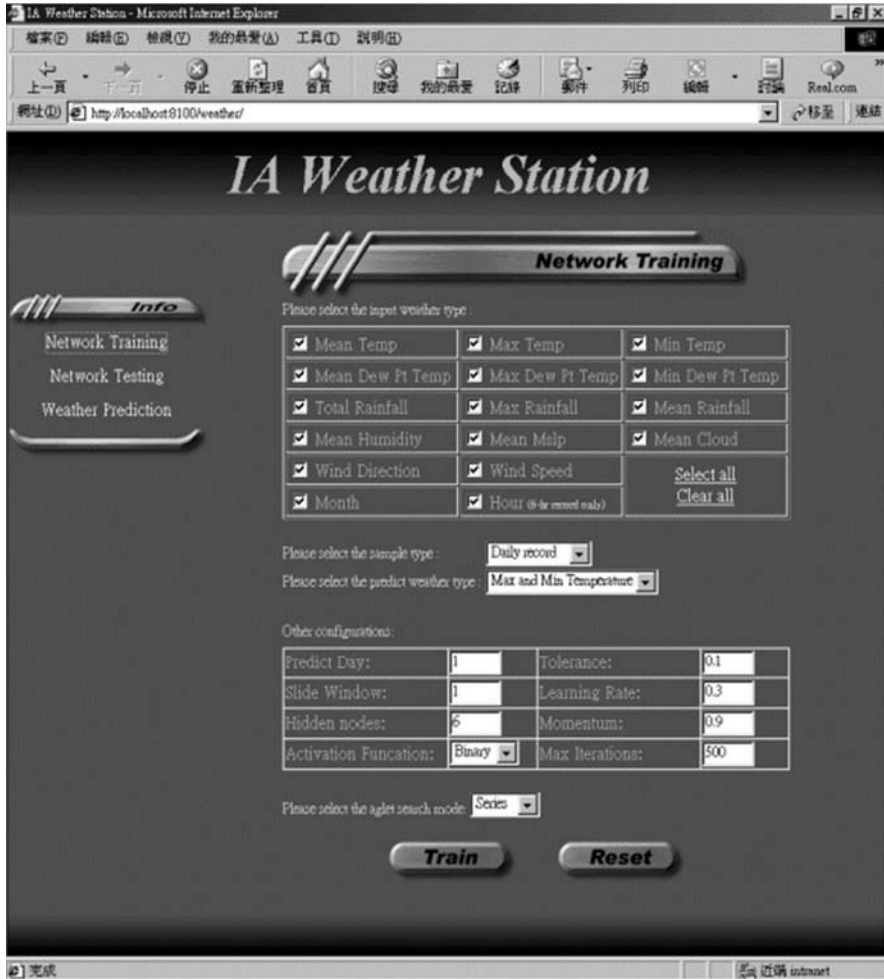 IA Weather Station - Microsoft Internet Explorer
檔案(F) 編輯(E) 檢視(V) 我的最愛(A) 工具(T) 說明(H)
上一頁 下一頁 停止 重新整理 首頁 搜尋 我的最愛 記錄 郵件 列印 編輯 討論 Real.com
網址(D) http://localhost:8100/weather/ 移至 連結
IA Weather Station
Network Training
Info
Network Training
Network Testing
Weather Prediction
Please select the input weather type :
Mean Temp Max Temp Min Temp
Mean Dew Pt Temp Max Dew Pt Temp Min Dew Pt Temp
Total Rainfall Max Rainfall Mean Rainfall
Mean Humidity Mean Mslp Mean Cloud
Wind Direction Wind Speed Select all
Month Hour (6-hr record only) Clear all
Please select the sample type : Daily record
Please select the predict weather type : Max and Min Temperature
Other configurations:
Predict Day: 1 Tolerance: 0.1
Slide Window: 1 Learning Rate: 0.3
Hidden nodes: 6 Momentum: 0.9
Activation Funcation: Binary Max Iterations: 500
Please select the aglet search mode: Series
Train Reset
完成 近端 intranet